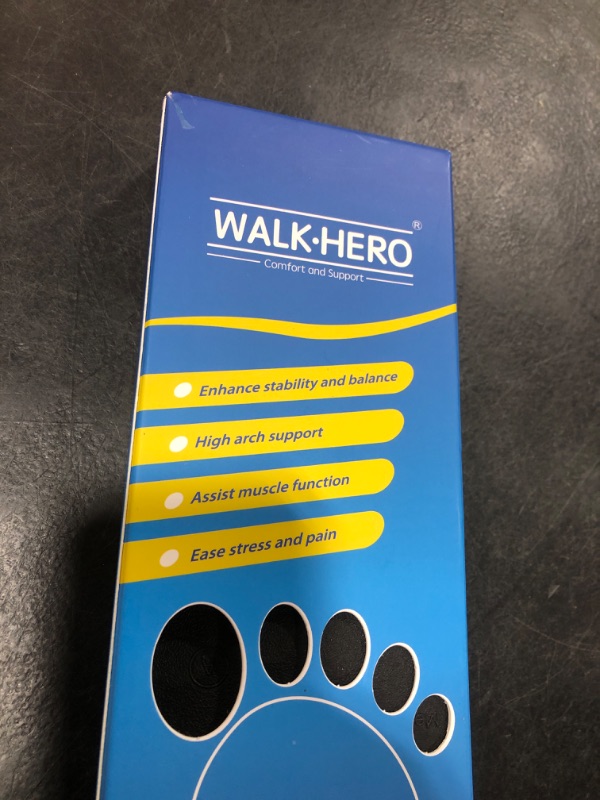 WALK·HERO®
Comfort and Support
Enhance stability and balance
High arch support
Assist muscle function
Ease stress and pain